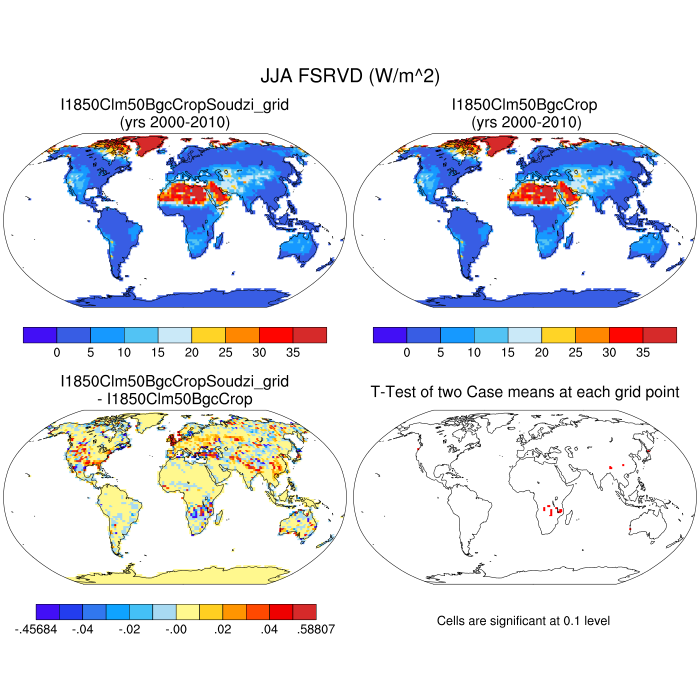 JJA FSRVD (W/m^2)
I1850Clm50BgcCropSoudzi_grid
(yrs 2000-2010)
I1850Clm50BgcCrop
(yrs 2000-2010)
0 5 10 15 20 25 30 35
0 5 10 15 20 25 30 35
I1850Clm50BgcCropSoudzi_grid
- I1850Clm50BgcCrop
T-Test of two Case means at each grid point
-.45684 -.04 -.02 -.00 .02 .04 .58807
Cells are significant at 0.1 level